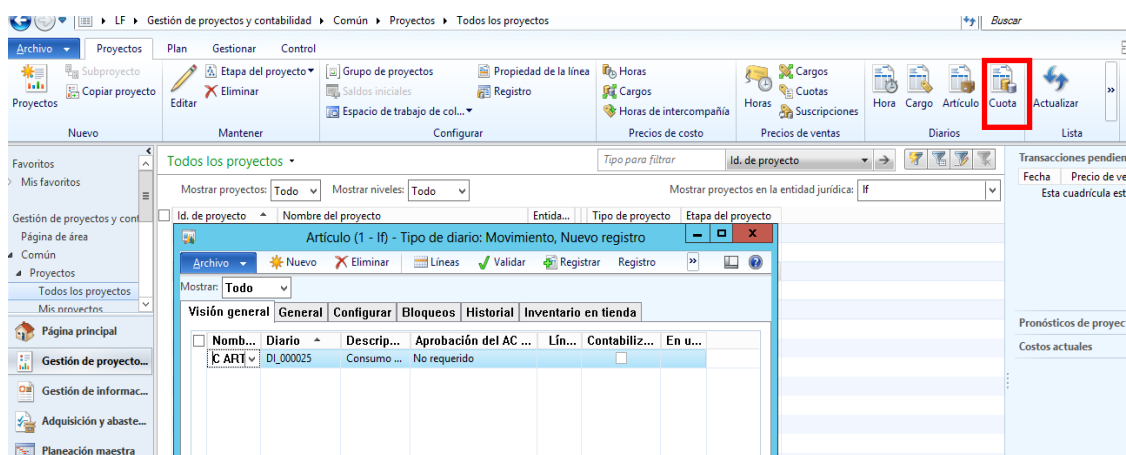 LF ▸ Gestión de proyectos y contabilidad ▸ Común ▸ Proyectos ▸ Todos los proyectos
Buscar
Archivo Proyectos Plan Gestionar Control
Proyectos
Subproyecto
Copiar proyecto
Nuevo
Editar
Etapa del proyecto
Eliminar
Mantener
Grupo de proyectos
Saldos iniciales
Espacio de trabajo de col...
Propiedad de la línea
Registro
Configurar
Horas
Cargos
Horas de intercompañía
Precios de costo
Horas
Cargos
Cuotas
Suscripciones
Precios de ventas
Hora Cargo Artículo Cuota
Diarios
Actualizar
Lista
»
Favoritos
Mis favoritos
Gestión de proyectos y cont
Página de área
Común
Proyectos
Todos los proyectos
Mis proyectos
Página principal
Gestión de proyecto...
Gestión de informac...
Adquisición y abaste...
Planeación maestra
Todos los proyectos
Tipo para filtrar
Id. de proyecto
Mostrar proyectos: Todo Mostrar niveles: Todo Mostrar proyectos en la entidad jurídica: lf
Id. de proyecto Nombre del proyecto Entida... Tipo de proyecto Etapa del proyecto
Artículo (1 - lf) - Tipo de diario: Movimiento, Nuevo registro
Archivo Nuevo Eliminar Líneas Validar Registrar Registro »
Mostrar: Todo
Visión general General Configurar Bloqueos Historial Inventario en tienda
Nomb... Diario Descrip... Aprobación del AC ... Lín... Contabiliz... En u...
C ART DI_000025 Consumo ... No requerido
Transacciones pendien
Fecha Precio de ve
Esta cuadrícula est
Pronósticos de proyec
Costos actuales